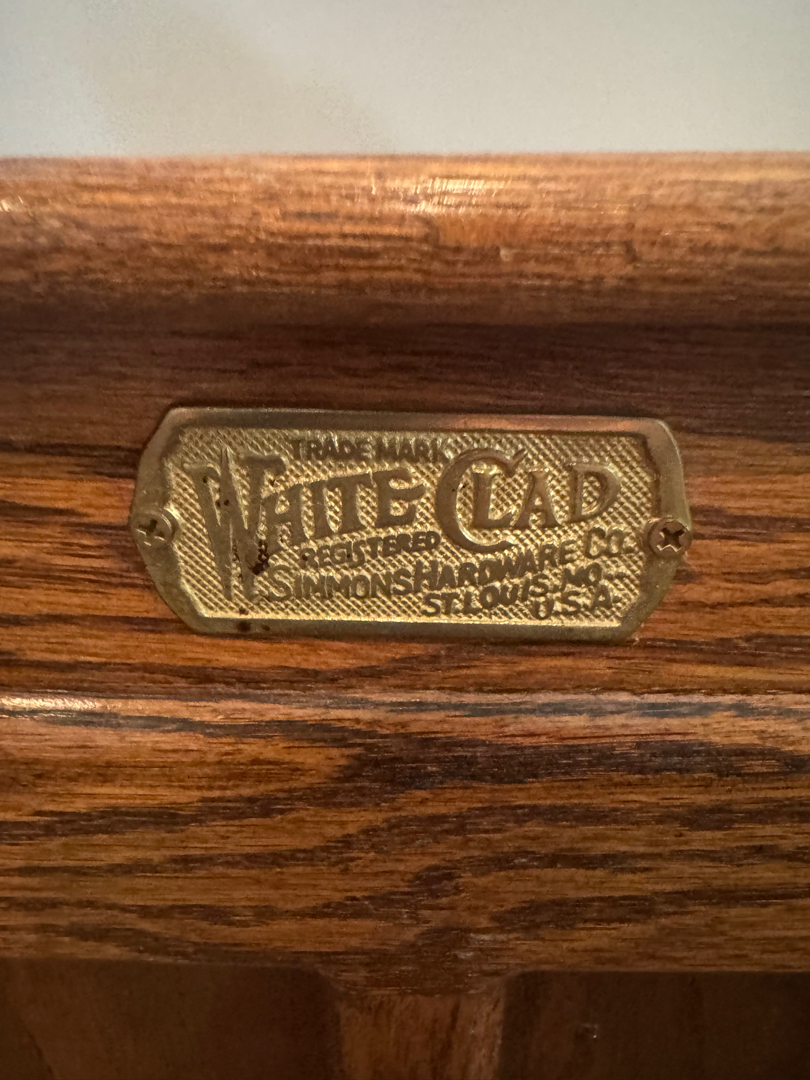 TRADE MARK
WHITE CLAD
REGISTERED
SIMMONS HARDWARE CO.
ST. LOUIS. MO.
U.S.A.